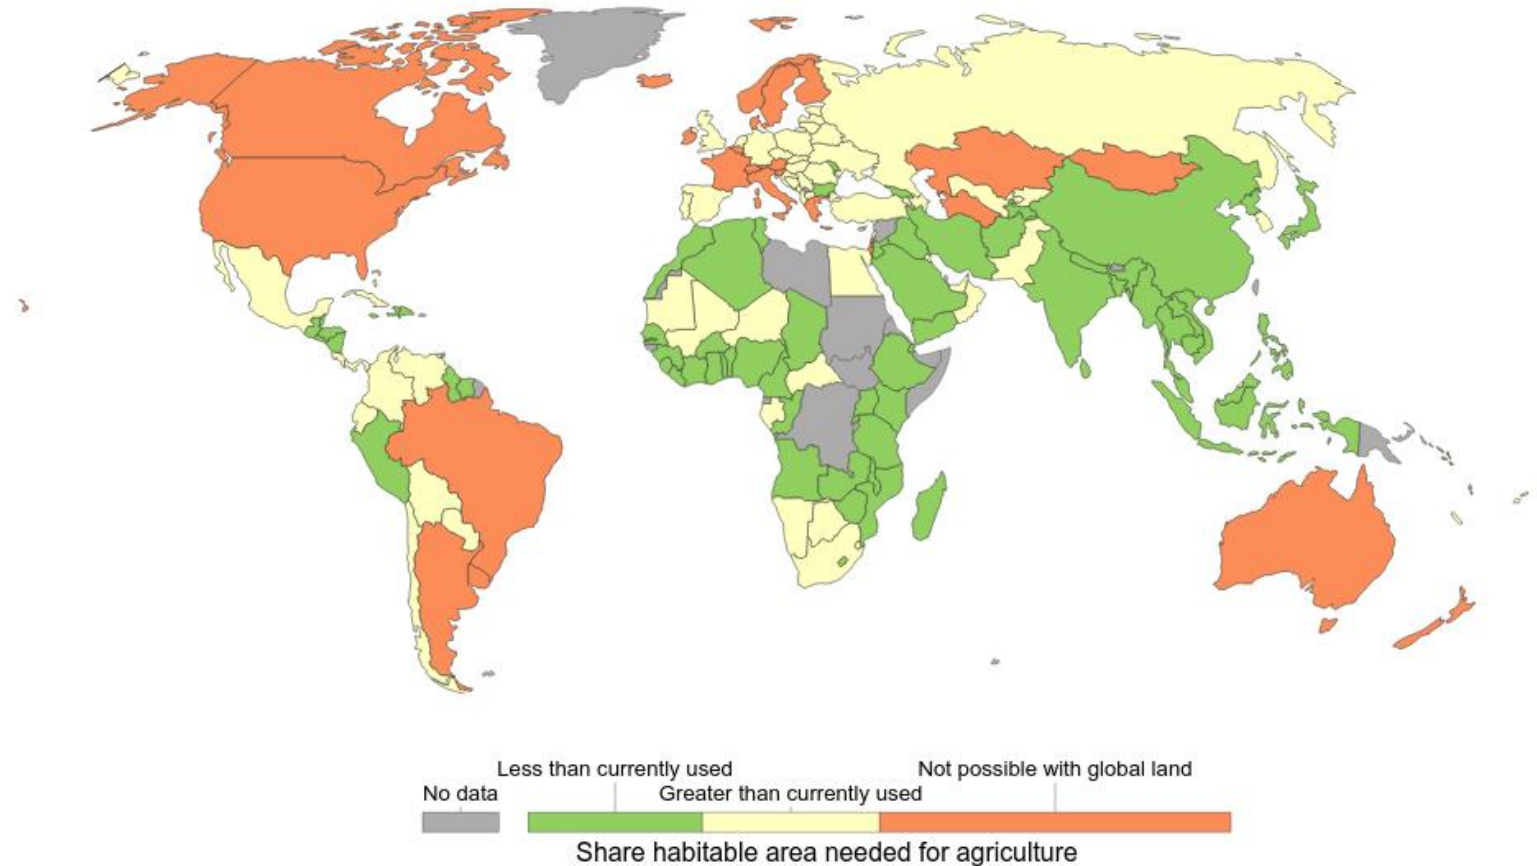 Less than currently used
Not possible with global land
No data
Greater than currently used
Share habitable area needed for agriculture